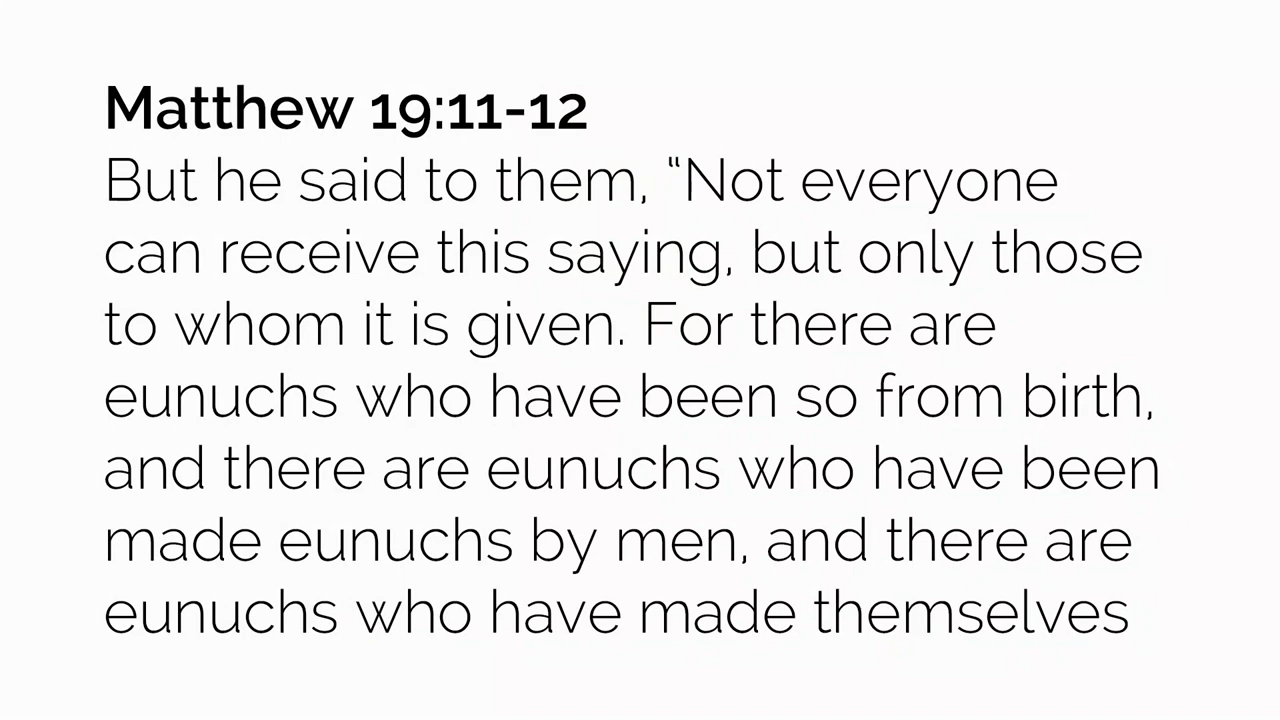 Matthew 19:11-12
But he said to them, “Not everyone
can receive this saying, but only those
to whom it is given. For there are
eunuchs who have been so from birth,
and there are eunuchs who have been
made eunuchs by men, and there are
eunuchs who have made themselves